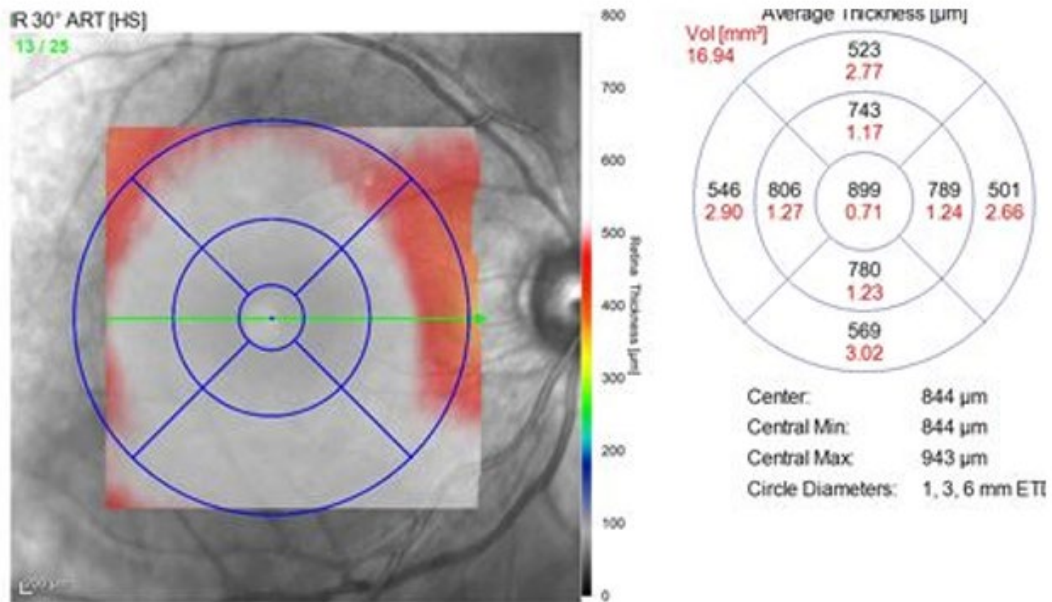 IR 30° ART [HS]
13 / 25
200 µm
800
700
600
500
400
300
200
100
0
Retina Thickness [µm]
Average Thickness [µm]
Vol [mm³]
16.94
523
2.77
743
1.17
546 806 899 789 501
2.90 1.27 0.71 1.24 2.66
780
1.23
569
3.02
Center: 844 µm
Central Min: 844 µm
Central Max: 943 µm
Circle Diameters: 1, 3, 6 mm ETD